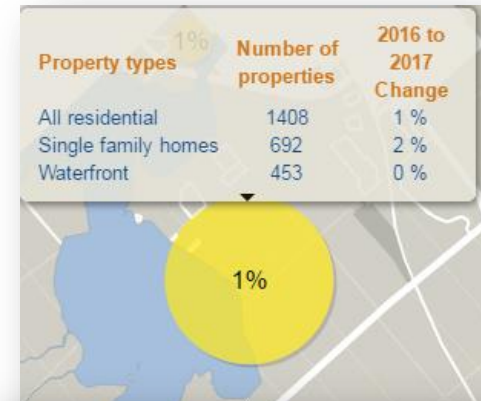 1%
Property types Number of properties 2016 to 2017 Change
All residential 1408 1 %
Single family homes 692 2 %
Waterfront 453 0 %
1%